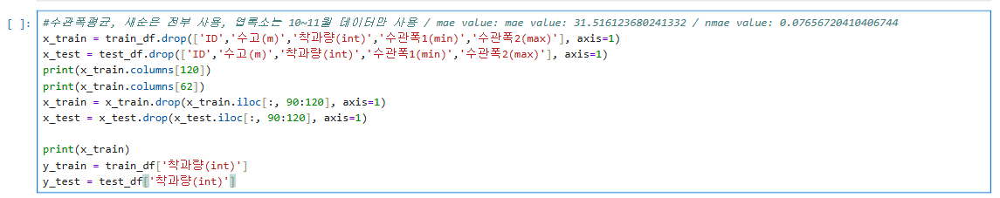 [ ]: #수관폭평균, 새순은 전부 사용, 엽록소는 10~11월 데이터만 사용 / mae value: mae value: 31.516123680241332 / nmae value: 0.07656720410406744
x_train = train_df.drop(['ID','수고(m)','착과량(int)','수관폭1(min)','수관폭2(max)'], axis=1)
x_test = test_df.drop(['ID','수고(m)','착과량(int)','수관폭1(min)','수관폭2(max)'], axis=1)
print(x_train.columns[120])
print(x_train.columns[62])
x_train = x_train.drop(x_train.iloc[:, 90:120], axis=1)
x_test = x_test.drop(x_test.iloc[:, 90:120], axis=1)
print(x_train)
y_train = train_df['착과량(int)']
y_test = test_df['착과량(int)']